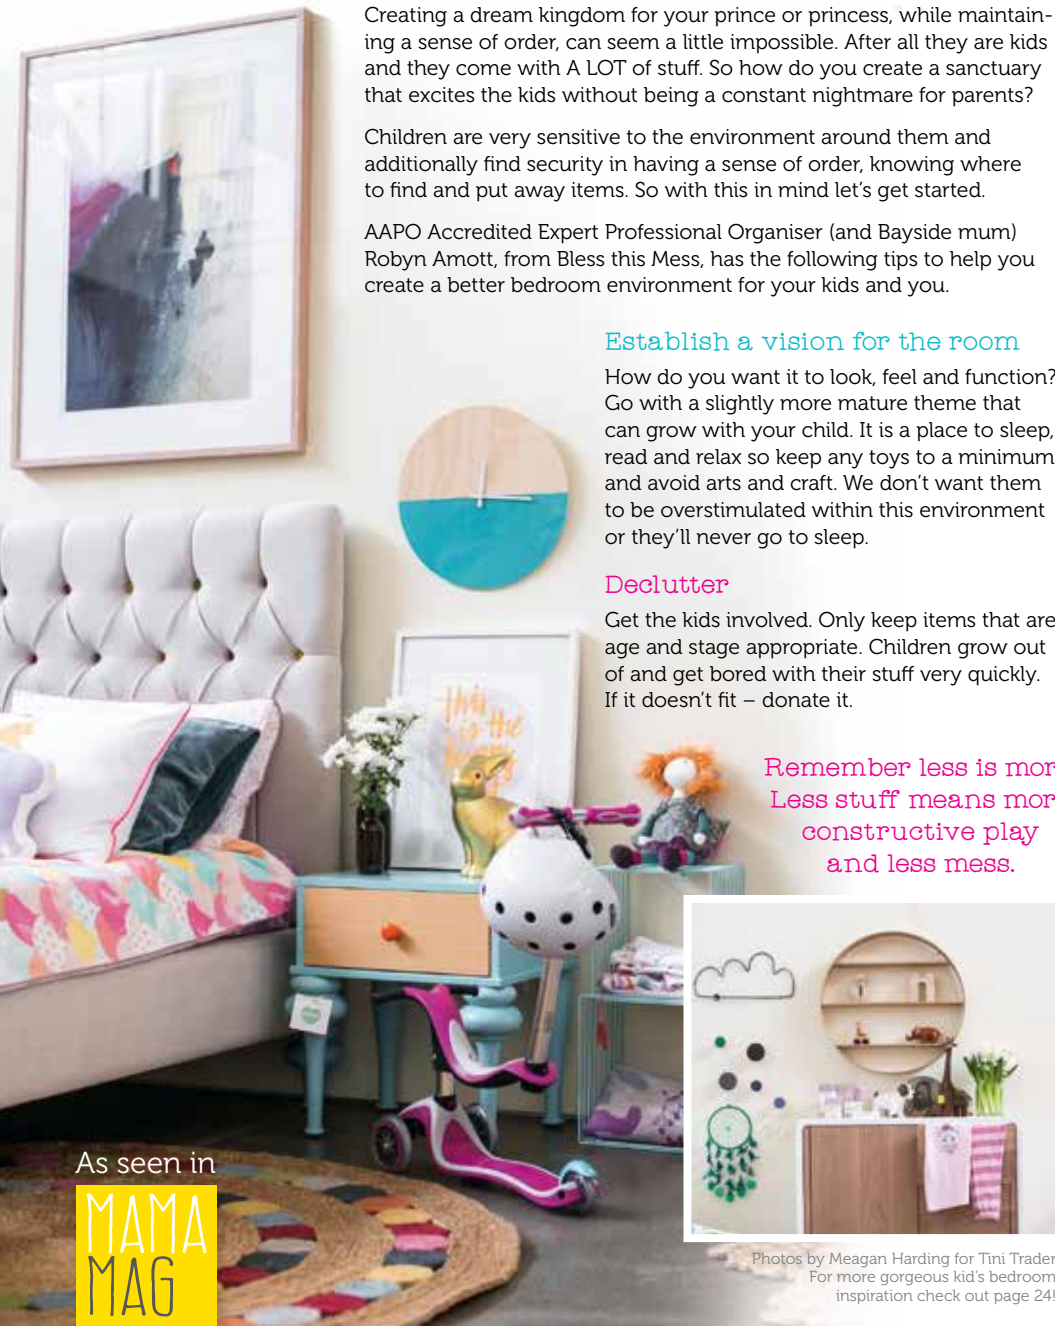 Creating a dream kingdom for your prince or princess, while maintain-
ing a sense of order, can seem a little impossible. After all they are kids
and they come with A LOT of stuff. So how do you create a sanctuary
that excites the kids without being a constant nightmare for parents?
Children are very sensitive to the environment around them and
additionally find security in having a sense of order, knowing where
to find and put away items. So with this in mind let's get started.
AAPO Accredited Expert Professional Organiser (and Bayside mum)
Robyn Amott, from Bless this Mess, has the following tips to help you
create a better bedroom environment for your kids and you.
Establish a vision for the room
How do you want it to look, feel and function?
Go with a slightly more mature theme that
can grow with your child. It is a place to sleep,
read and relax so keep any toys to a minimum
and avoid arts and craft. We don't want them
to be overstimulated within this environment
or they'll never go to sleep.
Declutter
Get the kids involved. Only keep items that are
age and stage appropriate. Children grow out
of and get bored with their stuff very quickly.
If it doesn't fit – donate it.
this
is the
Remember less is mor
Less stuff means mor
constructive play
and less mess.
As seen in
MAMA
MAG
Photos by Meagan Harding for Tini Trader
For more gorgeous kid's bedroom
inspiration check out page 24!